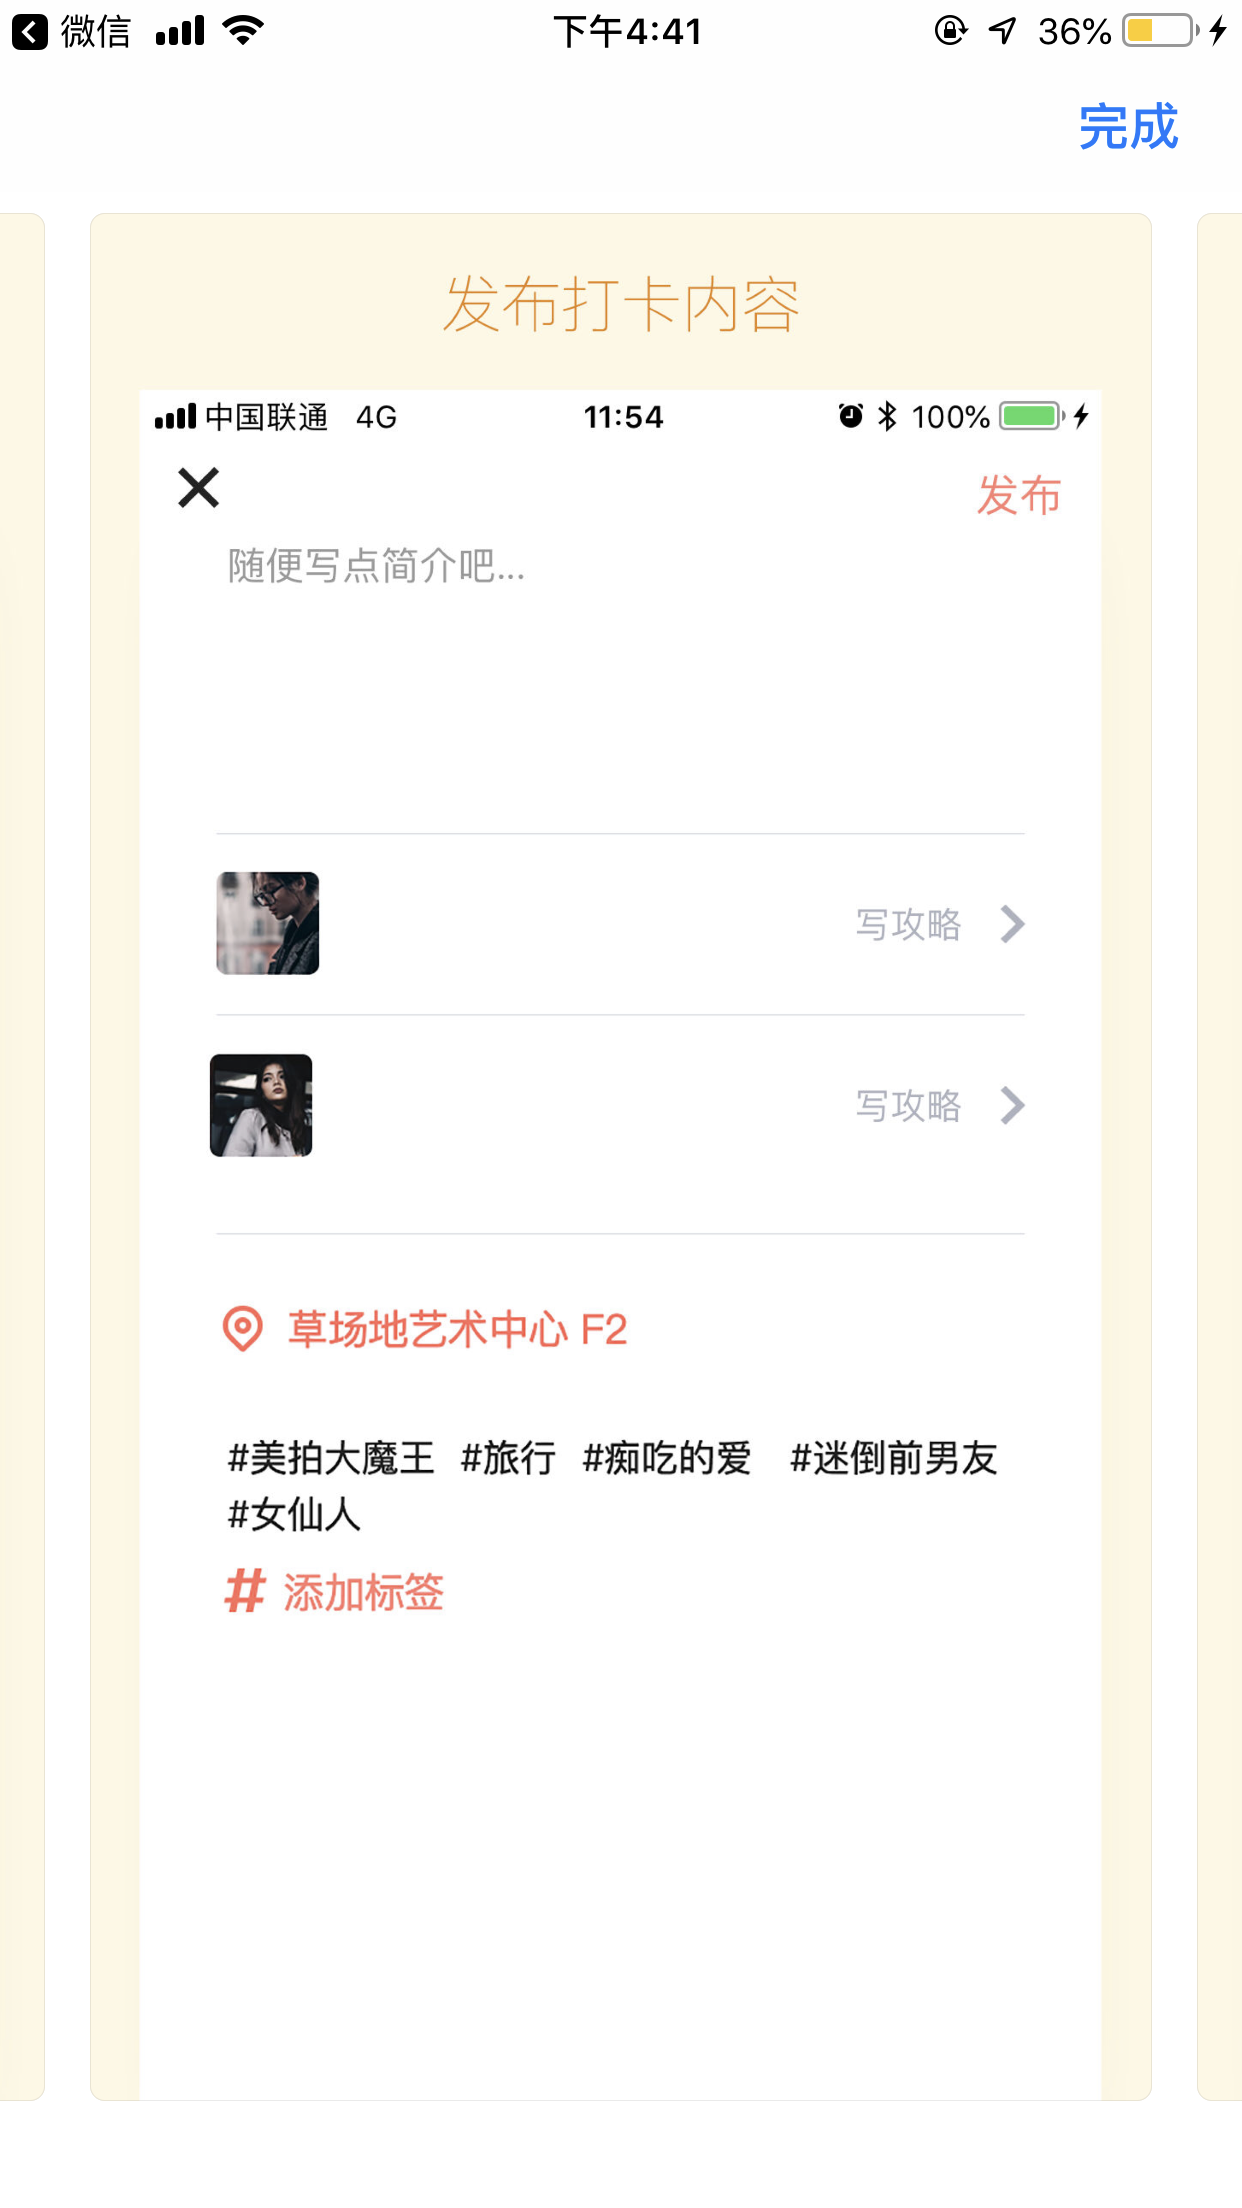 微信 下午4:41 36%
完成
发布打卡内容
中国联通 4G 11:54 100%
发布
随便写点简介吧...
写攻略
写攻略
草场地艺术中心 F2
#美拍大魔王 #旅行 #痴吃的爱 #迷倒前男友
#女仙人
# 添加标签